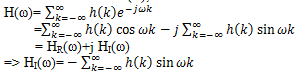 H(ω)= ∑_{k=−∞}^{∞} h(k)e^{−jωk}
=∑_{k=−∞}^{∞} h(k) cos ωk − j ∑_{k=−∞}^{∞} h(k) sin ωk
= H_R(ω)+j H_I(ω)
=> H_I(ω)= − ∑_{k=−∞}^{∞} h(k) sin ωk